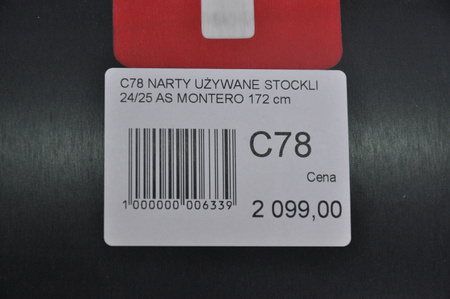 C78 NARTY UŻYWANE STOCKLI
24/25 AS MONTERO 172 cm
C78
Cena
1 000000 006339
2 099,00